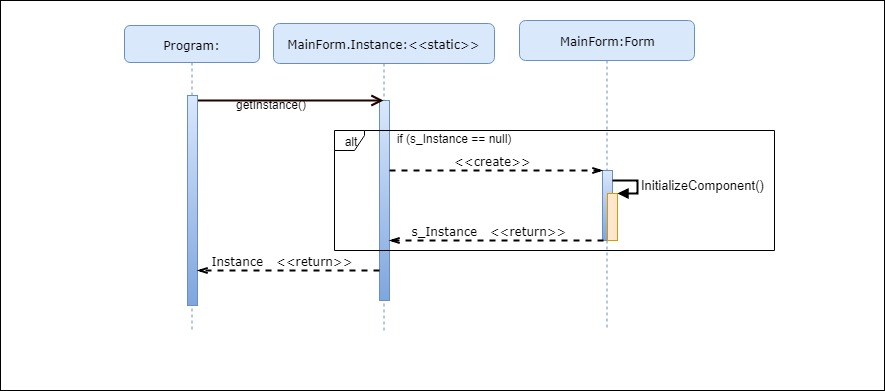 Program:
MainForm.Instance:<<static>>
MainForm:Form
getInstance()
alt
if (s_Instance == null)
<<create>>
InitializeComponent()
s_Instance <<return>>
Instance <<return>>